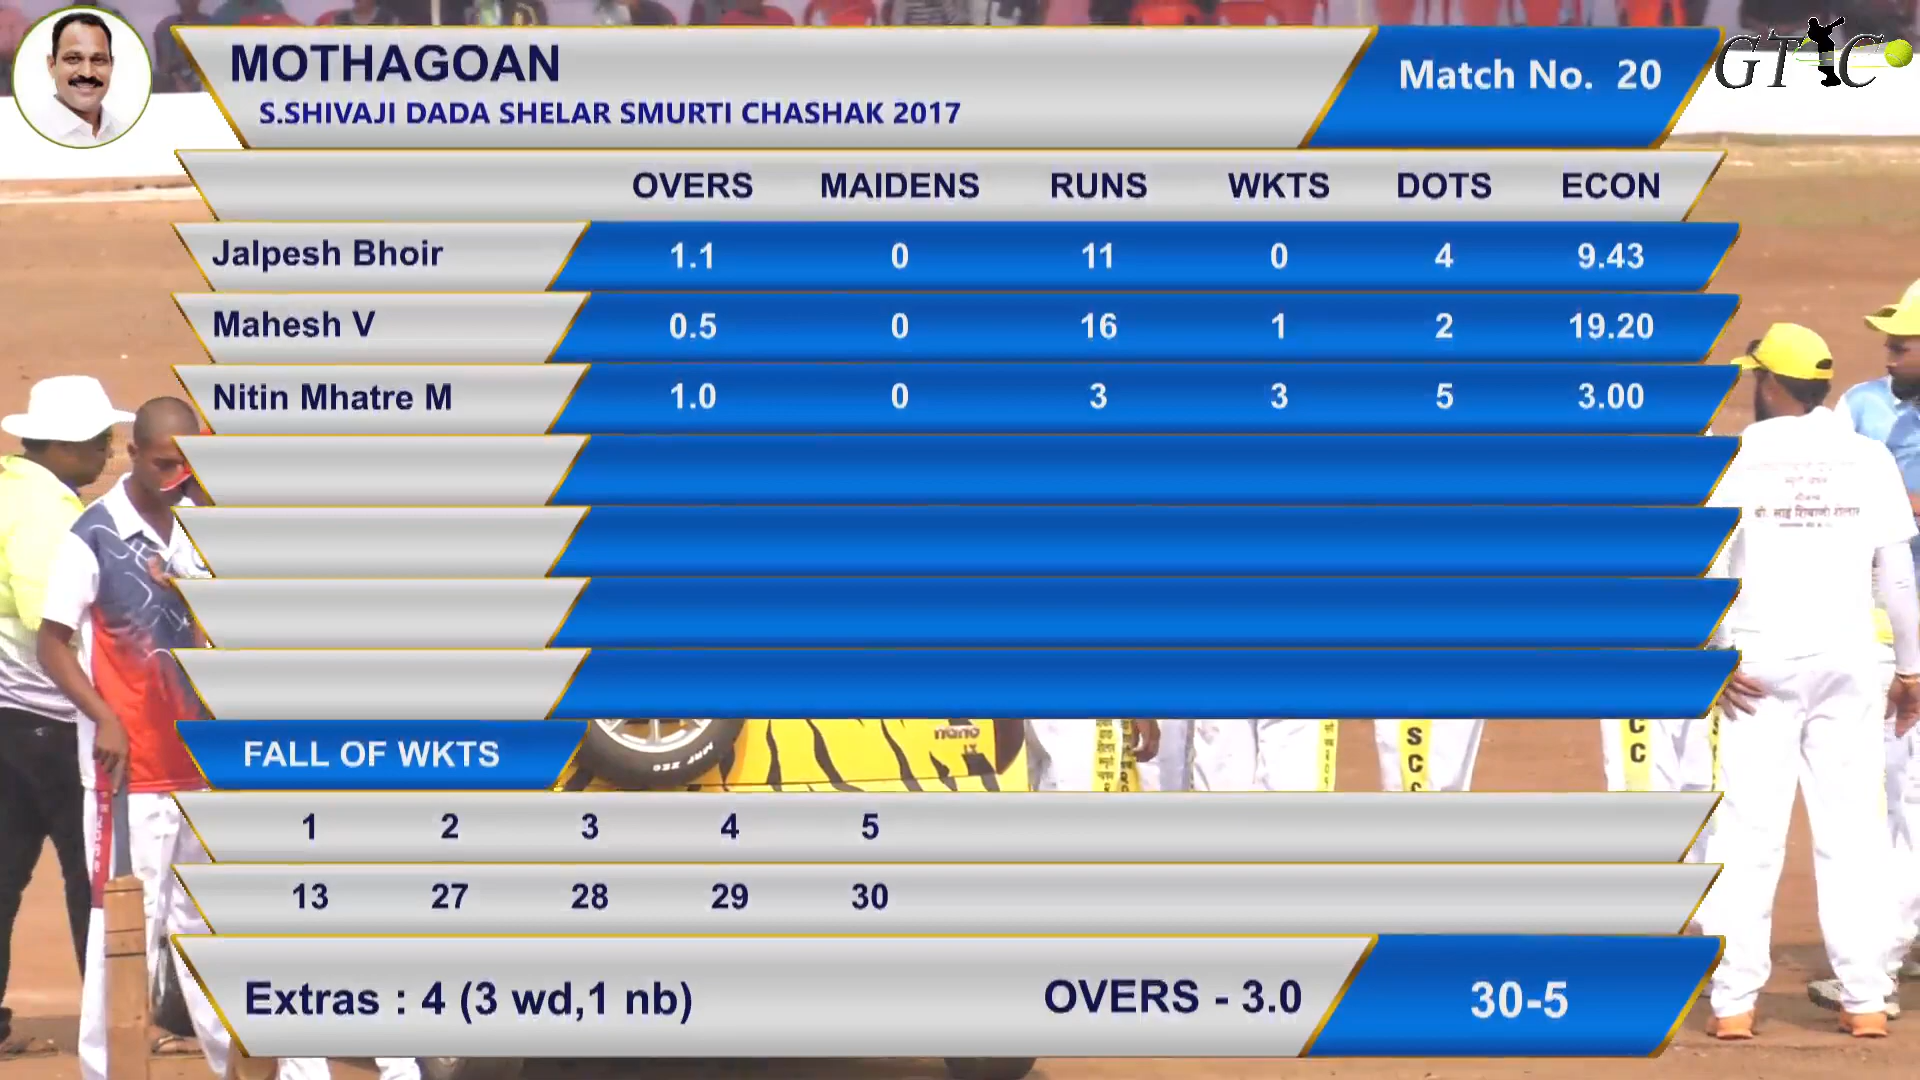 MOTHAGOAN
S.SHIVAJI DADA SHELAR SMURTI CHASHAK 2017
Match No. 20
GTC
OVERS MAIDENS RUNS WKTS DOTS ECON
Jalpesh Bhoir 1.1 0 11 0 4 9.43
Mahesh V 0.5 0 16 1 2 19.20
Nitin Mhatre M 1.0 0 3 3 5 3.00
FALL OF WKTS
1 2 3 4 5
13 27 28 29 30
Extras : 4 (3 wd,1 nb) OVERS - 3.0 30-5
nano
S C C
C C